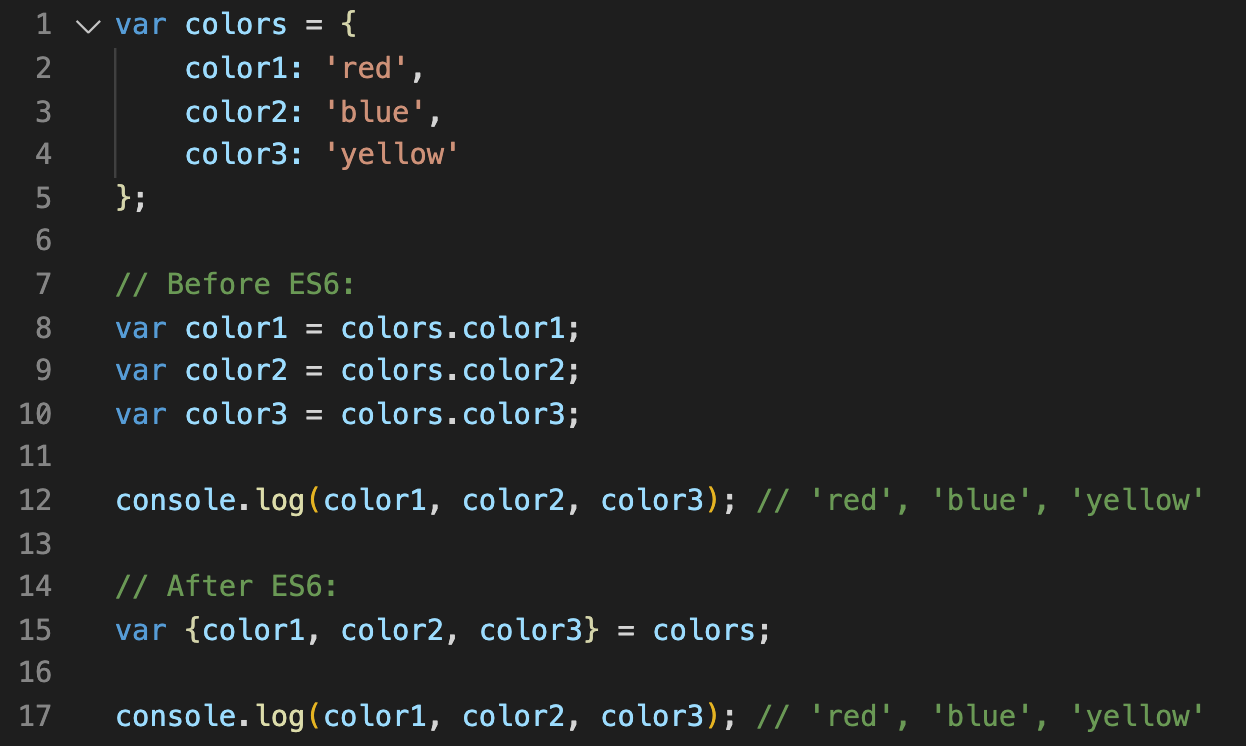 1 var colors = {
2     color1: 'red',
3     color2: 'blue',
4     color3: 'yellow'
5 };
6
7 // Before ES6:
8 var color1 = colors.color1;
9 var color2 = colors.color2;
10 var color3 = colors.color3;
11
12 console.log(color1, color2, color3); // 'red', 'blue', 'yellow'
13
14 // After ES6:
15 var {color1, color2, color3} = colors;
16
17 console.log(color1, color2, color3); // 'red', 'blue', 'yellow'